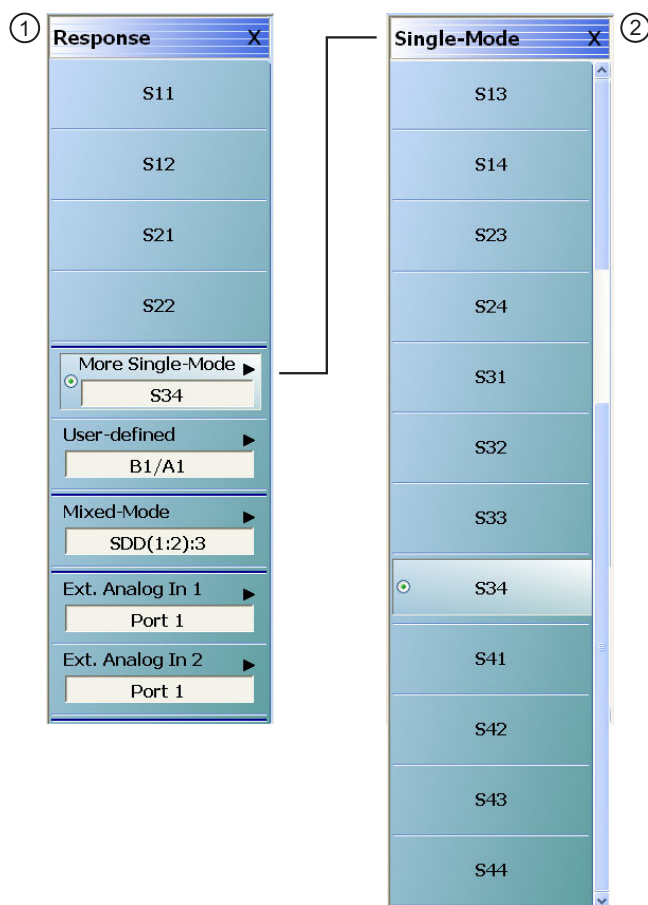 ①
Response X
S11
S12
S21
S22
More Single-Mode
S34
User-defined
B1/A1
Mixed-Mode
SDD(1:2):3
Ext. Analog In 1
Port 1
Ext. Analog In 2
Port 1
②
Single-Mode X
S13
S14
S23
S24
S31
S32
S33
S34
S41
S42
S43
S44